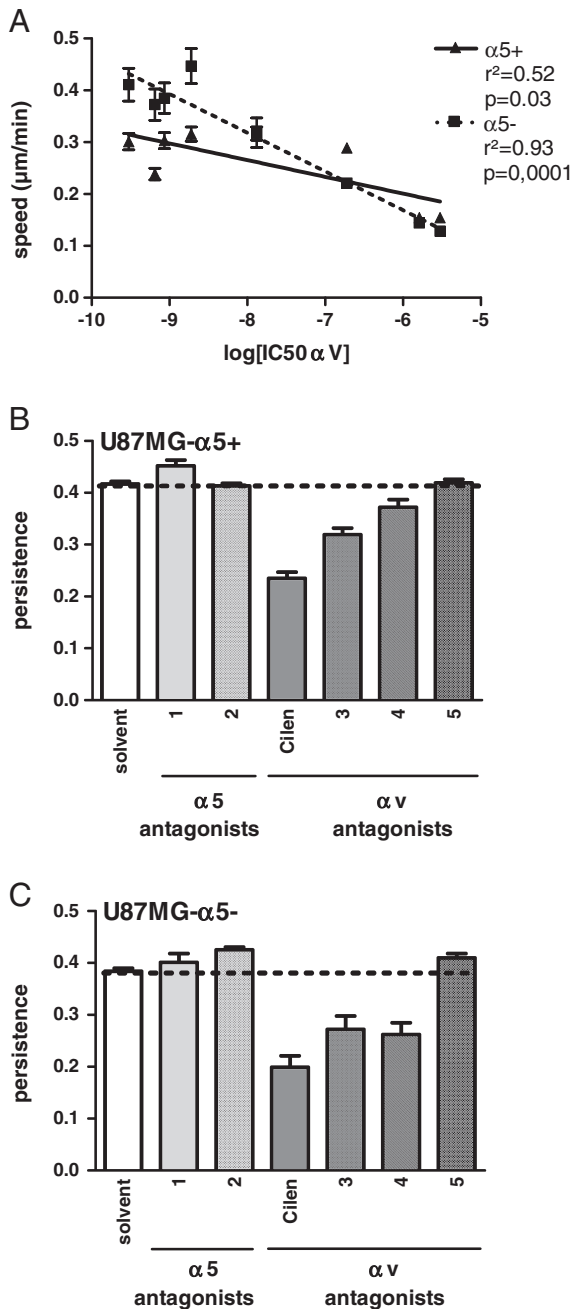 A
0.5
0.4
0.3
0.2
0.1
0.0
speed (µm/min)
-10 -9 -8 -7 -6 -5
log[IC50 α V]
α5+
r²=0.52
p=0.03
α5-
r²=0.93
p=0,0001
B
U87MG-α5+
0.5
0.4
0.3
0.2
0.1
0.0
persistence
solvent 1 2 Cilen 3 4 5
α5 αv
antagonists antagonists
C
U87MG-α5-
0.5
0.4
0.3
0.2
0.1
0.0
persistence
solvent 1 2 Cilen 3 4 5
α5 αv
antagonists antagonists